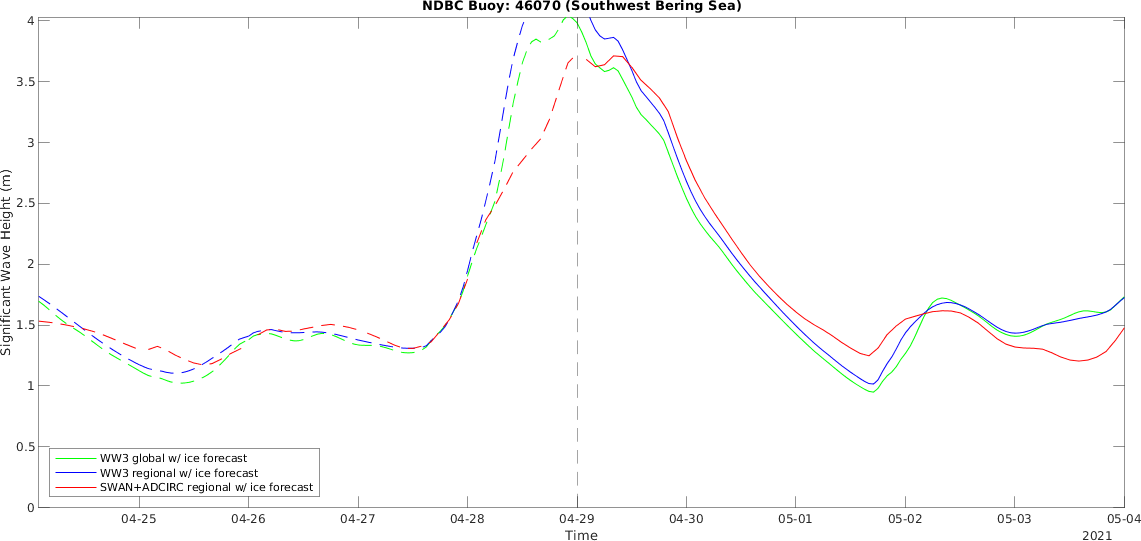 NDBC Buoy: 46070 (Southwest Bering Sea)
4
3.5
3
2.5
2
1.5
1
0.5
0
Significant Wave Height (m)
WW3 global w/ ice forecast
WW3 regional w/ ice forecast
SWAN+ADCIRC regional w/ ice forecast
04-25 04-26 04-27 04-28 04-29 04-30 05-01 05-02 05-03 05-04
Time
2021